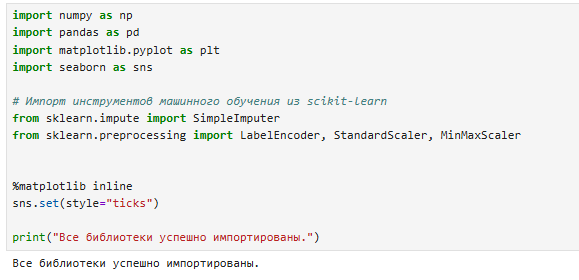 import numpy as np
import pandas as pd
import matplotlib.pyplot as plt
import seaborn as sns
# Импорт инструментов машинного обучения из scikit-learn
from sklearn.impute import SimpleImputer
from sklearn.preprocessing import LabelEncoder, StandardScaler, MinMaxScaler
%matplotlib inline
sns.set(style="ticks")
print("Все библиотеки успешно импортированы.")
Все библиотеки успешно импортированы.